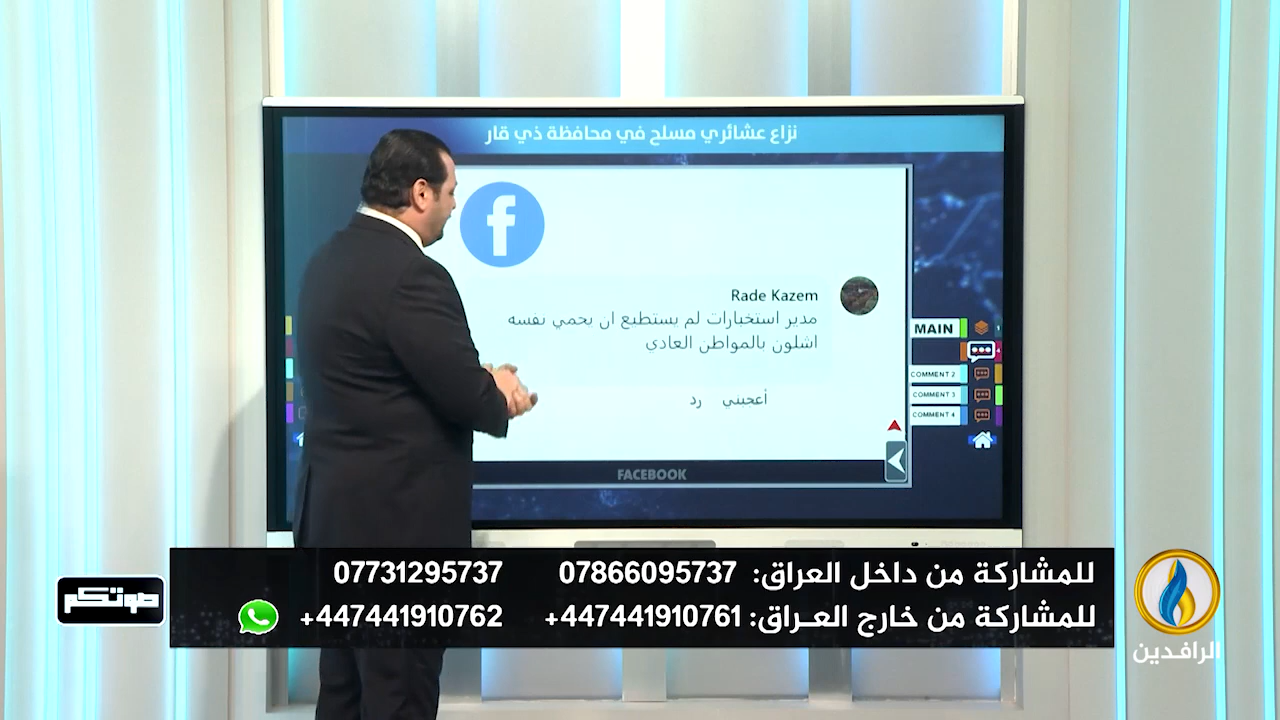 نزاع عشائري مسلح في محافظة ذي قار
Rade Kazem
مدير استخبارات لم يستطيع ان يحمي نفسه
اشلون بالمواطن العادي
أعجبني رد
FACEBOOK
MAIN
1
4
COMMENT 2
COMMENT 3
COMMENT 4
للمشاركة من داخل العراق: 07866095737 07731295737
للمشاركة من خارج العـراق: 447441910761+ 447441910762+
صوتكم
الرافدين